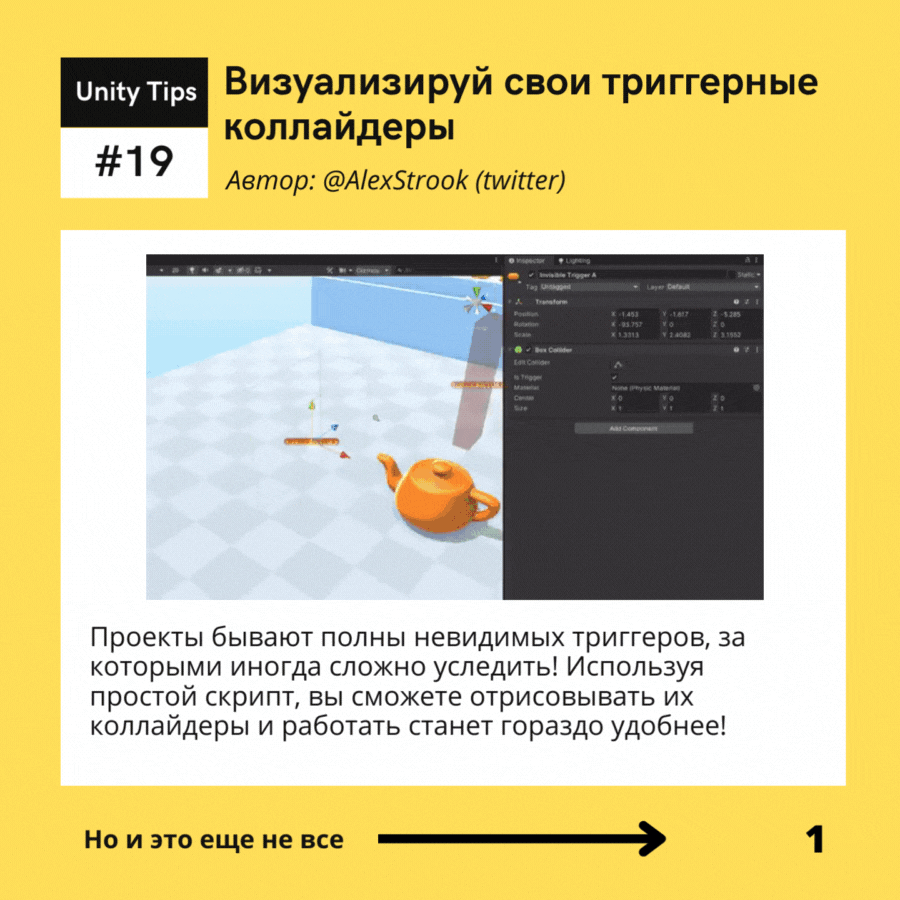 Unity Tips
#19
Визуализируй свои триггерные
коллайдеры
Автор: @AlexStrook (twitter)
Inspector
Lighting
Gizmos
Invisible Trigger A
Static
Tag Untagged
Layer Default
Transform
Position X -1.453 Y -1.617 Z -5.285
Rotation X -93.757 Y 0 Z 0
Scale X 1.3313 Y 2.4082 Z 3.1552
Box Collider
Edit Collider
Is Trigger
Material None (Physic Material)
Center X 0 Y 0 Z 0
Size X 1 Y 1 Z 1
Add Component
Проекты бывают полны невидимых триггеров, за
которыми иногда сложно уследить! Используя
простой скрипт, вы сможете отрисовывать их
коллайдеры и работать станет гораздо удобнее!
Но и это еще не все
1